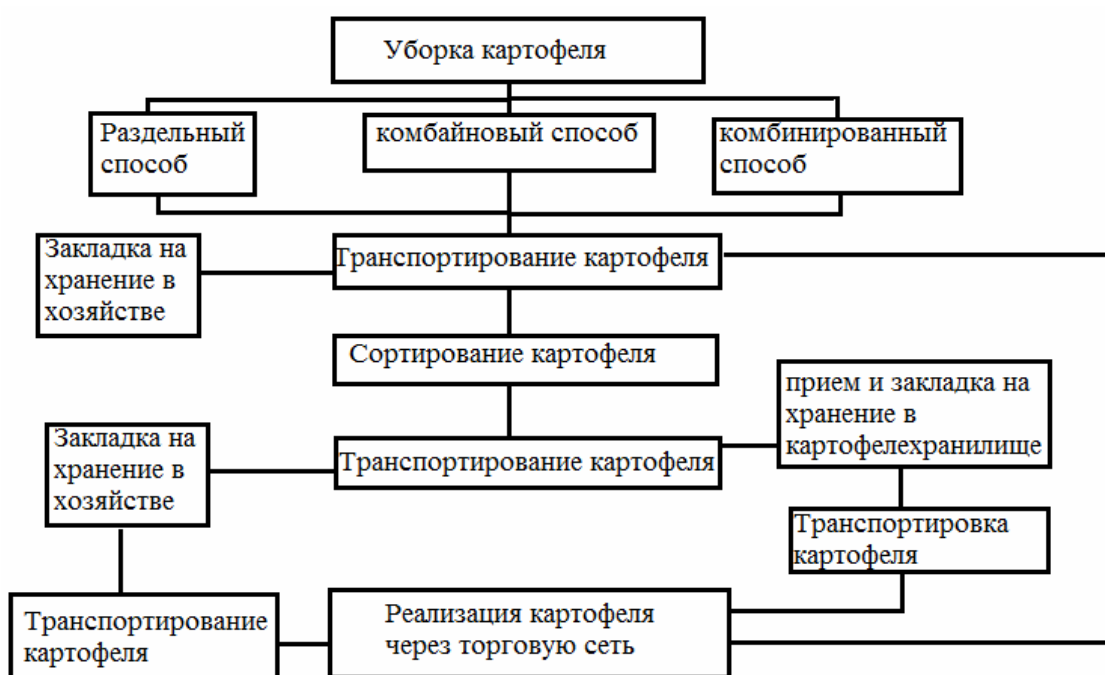 Уборка картофеля
Раздельный
способ
комбайновый способ
комбинированный
способ
Закладка на
хранение в
хозяйстве
Транспортирование картофеля
Сортирование картофеля
прием и закладка на
хранение в
картофелехранилище
Закладка на
хранение в
хозяйстве
Транспортирование картофеля
Транспортировка
картофеля
Транспортирование
картофеля
Реализация картофеля
через торговую сеть